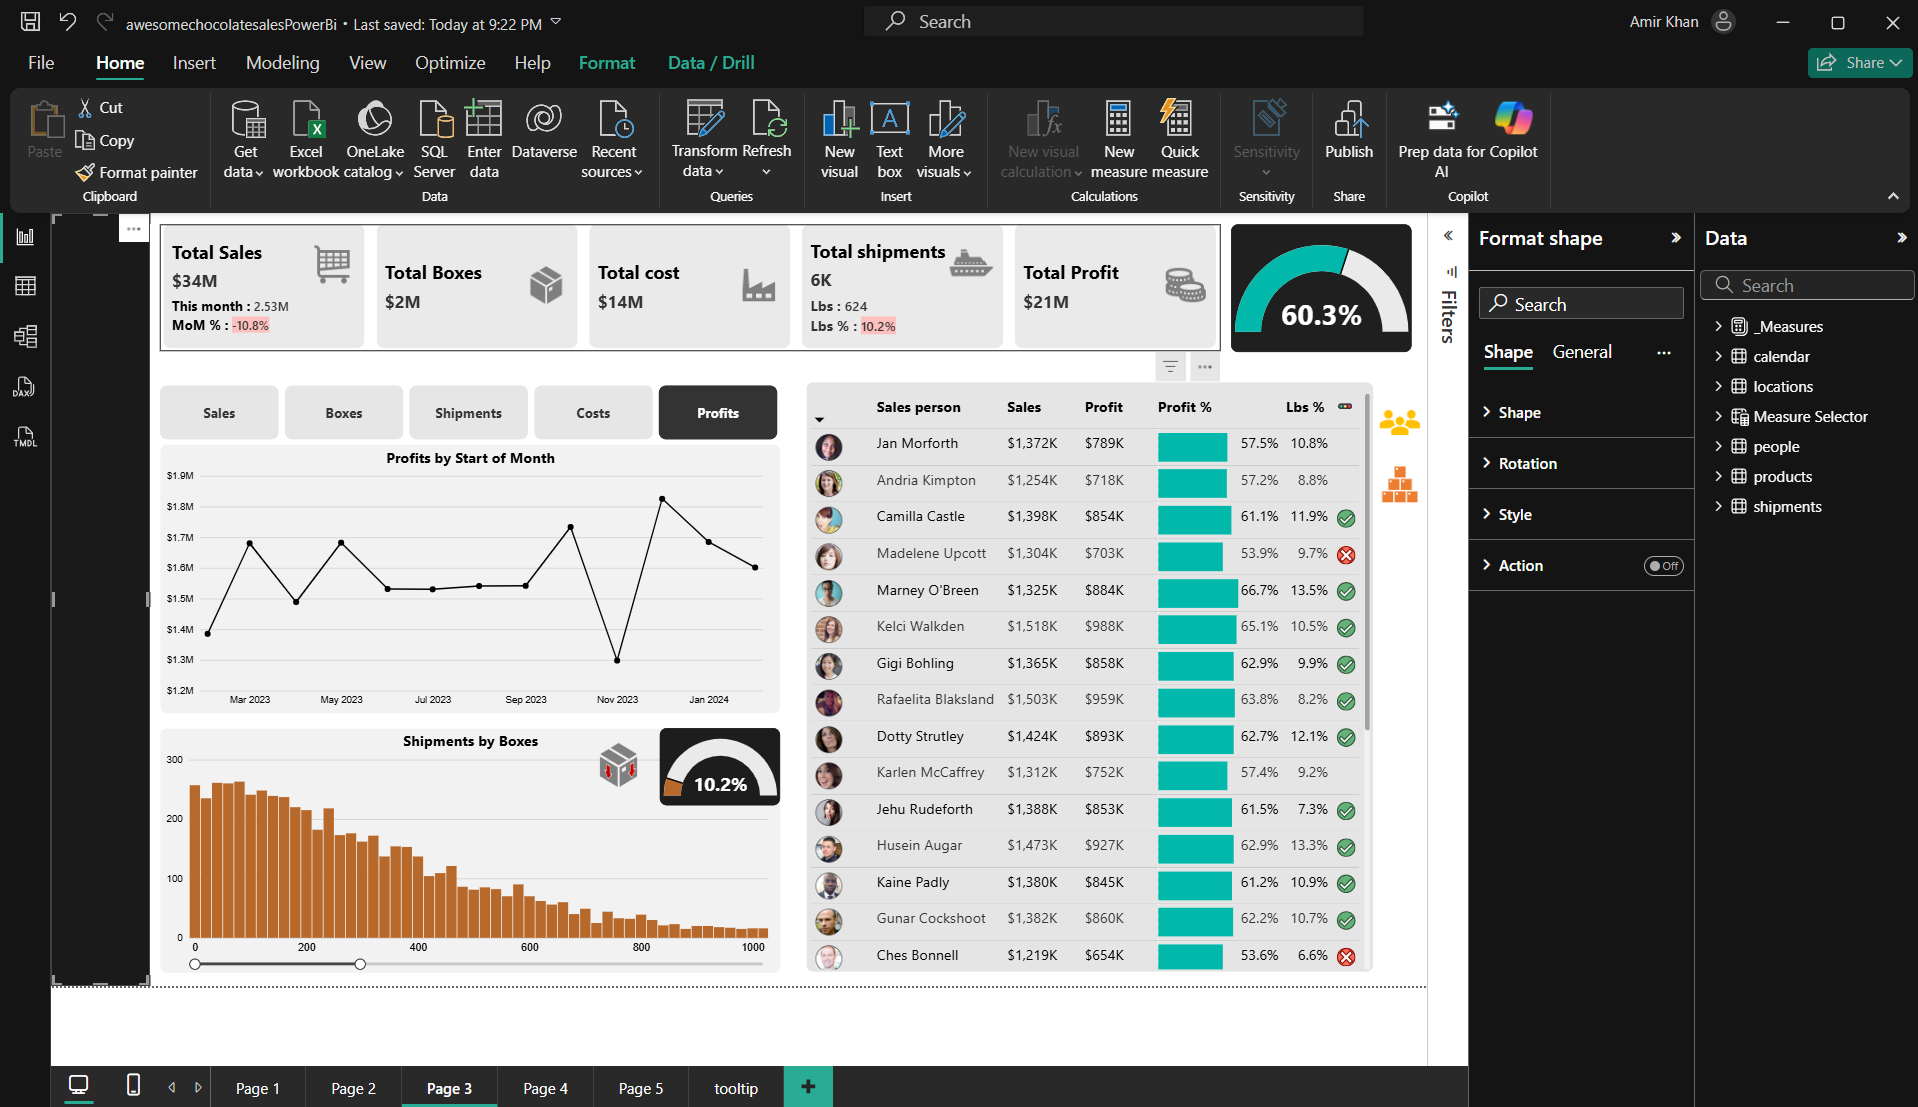 awesomechocolatesalesPowerBi • Last saved: Today at 9:22 PM
Search
Amir Khan
File
Home
Insert
Modeling
View
Optimize
Help
Format
Data / Drill
Share
Paste
Cut
Copy
Format painter
Clipboard
Get data
Excel workbook
OneLake catalog
SQL Server
Enter data
Dataverse
Recent sources
Data
Transform data
Refresh
Queries
New visual
Text box
More visuals
Insert
New visual calculation
New measure
Quick measure
Calculations
Sensitivity
Sensitivity
Publish
Share
Prep data for AI
Copilot
Copilot
DAX
TMDL
Total Sales
$34M
This month : 2.53M
MoM % : -10.8%
Total Boxes
$2M
Total cost
$14M
Total shipments
6K
Lbs : 624
Lbs % : 10.2%
Total Profit
$21M
60.3%
Sales
Boxes
Shipments
Costs
Profits
Profits by Start of Month
$1.9M
$1.8M
$1.7M
$1.6M
$1.5M
$1.4M
$1.3M
$1.2M
Mar 2023 May 2023 Jul 2023 Sep 2023 Nov 2023 Jan 2024
Shipments by Boxes
10.2%
300
200
100
0
0 200 400 600 800 1000
Sales person Sales Profit Profit % Lbs %
Jan Morforth $1,372K $789K 57.5% 10.8%
Andria Kimpton $1,254K $718K 57.2% 8.8%
Camilla Castle $1,398K $854K 61.1% 11.9%
Madelene Upcott $1,304K $703K 53.9% 9.7%
Marney O'Breen $1,325K $884K 66.7% 13.5%
Kelci Walkden $1,518K $988K 65.1% 10.5%
Gigi Bohling $1,365K $858K 62.9% 9.9%
Rafaelita Blaksland $1,503K $959K 63.8% 8.2%
Dotty Strutley $1,424K $893K 62.7% 12.1%
Karlen McCaffrey $1,312K $752K 57.4% 9.2%
Jehu Rudeforth $1,388K $853K 61.5% 7.3%
Husein Augar $1,473K $927K 62.9% 13.3%
Kaine Padly $1,380K $845K 61.2% 10.9%
Gunar Cockshoot $1,382K $860K 62.2% 10.7%
Ches Bonnell $1,219K $654K 53.6% 6.6%
Filters
Format shape
Search
Shape
General
Shape
Rotation
Style
Action
Off
Data
Search
_Measures
calendar
locations
Measure Selector
people
products
shipments
Page 1
Page 2
Page 3
Page 4
Page 5
tooltip